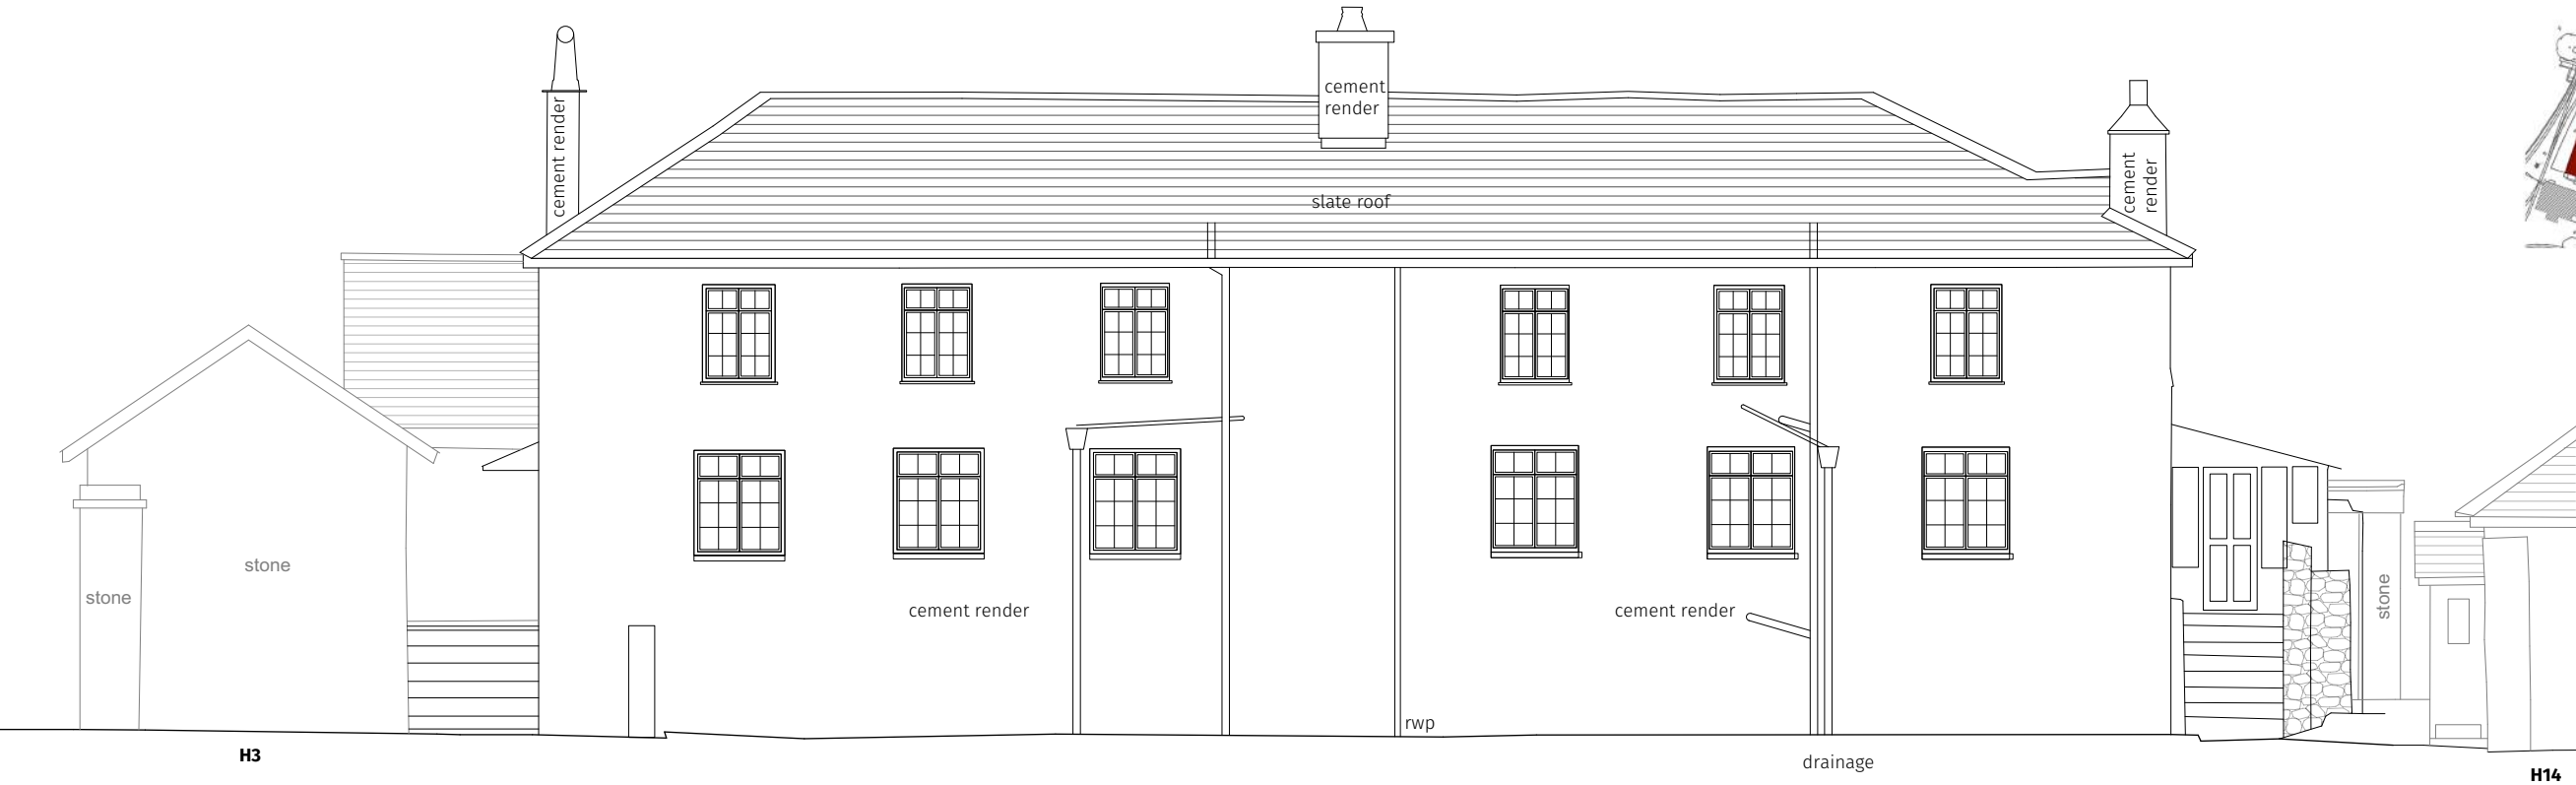 cement render
cement
render
cement
render
slate roof
stone
stone
cement render
cement render
stone
rwp
drainage
H3
H14